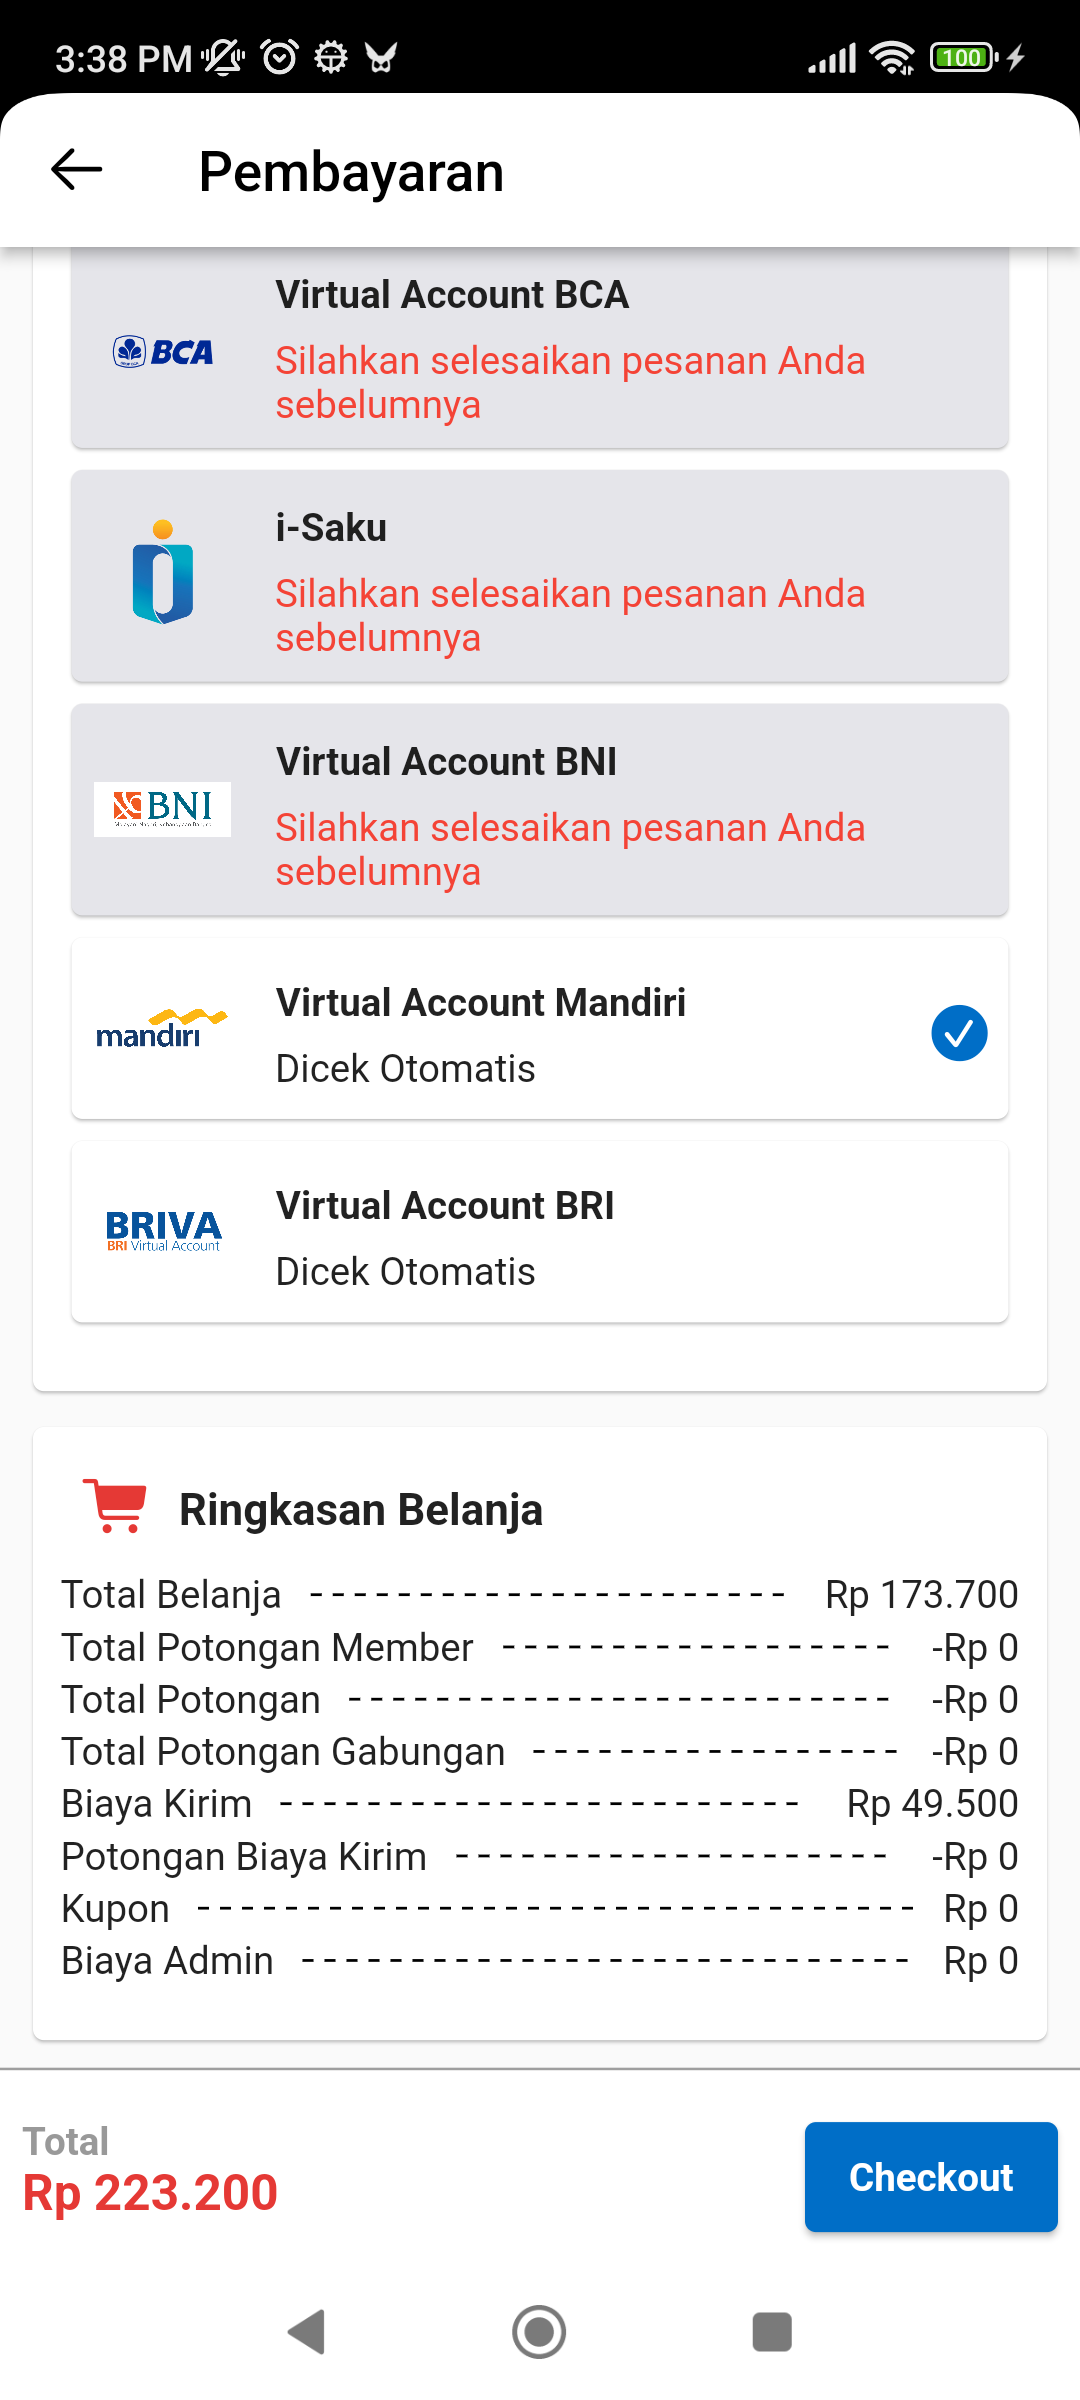 3:38 PM
100
Pembayaran
Virtual Account BCA
BCA
Silahkan selesaikan pesanan Anda
sebelumnya
i-Saku
Silahkan selesaikan pesanan Anda
sebelumnya
Virtual Account BNI
BNI
Silahkan selesaikan pesanan Anda
sebelumnya
Virtual Account Mandiri
mandiri
Dicek Otomatis
Virtual Account BRI
BRIVA
BRI Virtual Account
Dicek Otomatis
Ringkasan Belanja
Total Belanja ---------------------- Rp 173.700
Total Potongan Member ------------------ -Rp 0
Total Potongan ------------------------- -Rp 0
Total Potongan Gabungan ----------------- -Rp 0
Biaya Kirim ------------------------ Rp 49.500
Potongan Biaya Kirim -------------------- -Rp 0
Kupon --------------------------------- Rp 0
Biaya Admin ---------------------------- Rp 0
Total
Rp 223.200
Checkout